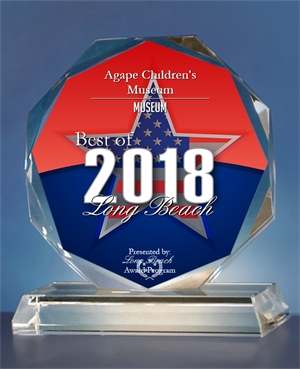 Agape Children's
Museum
MUSEUM
Best of
2018
Long Beach
Presented by:
Long Beach
Award Program